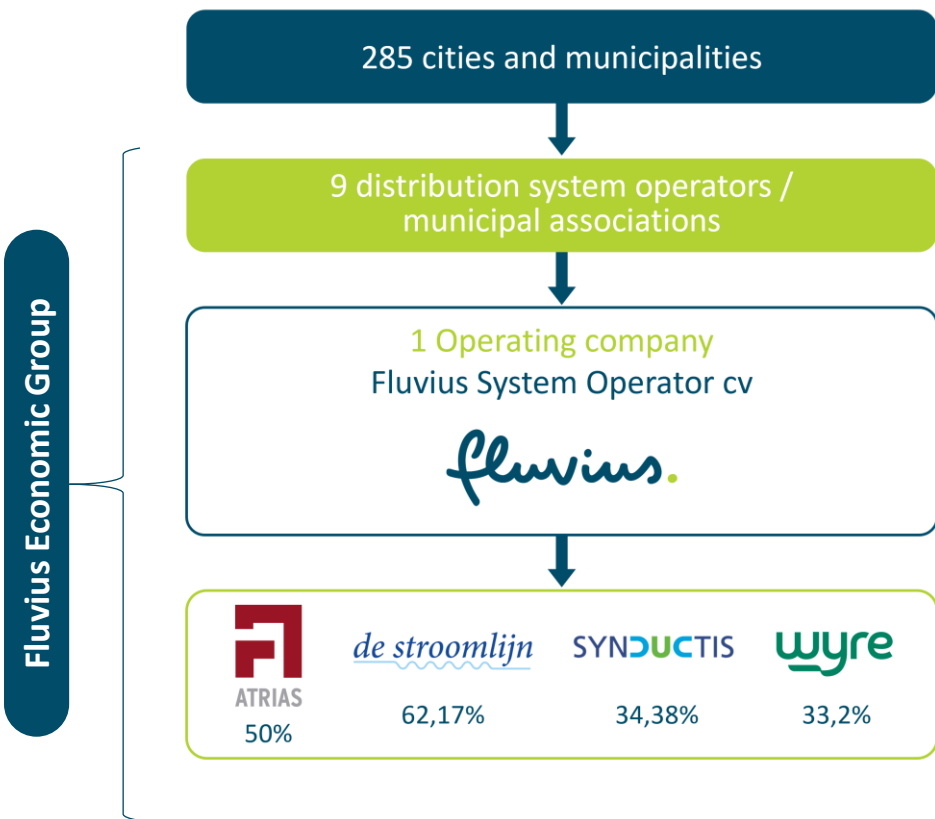 285 cities and municipalities
9 distribution system operators /
municipal associations
Fluvius Economic Group
1 Operating company
Fluvius System Operator cv
fluvius.
ATRIAS
50%
de stroomlijn
62,17%
SYNDUCTIS
34,38%
wyre
33,2%